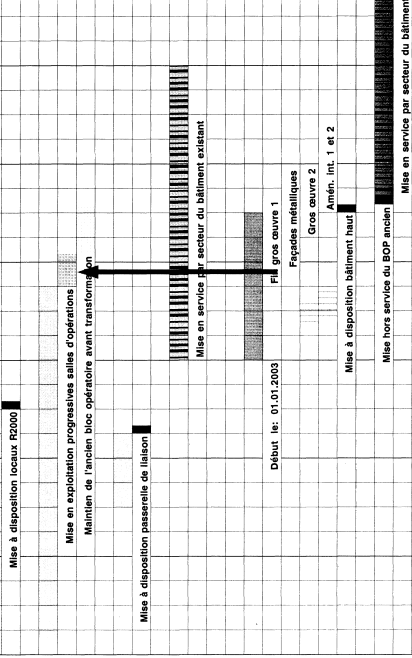 Mise à disposition locaux R2000
Mise en exploitation progressives salles d'opérations
Maintien de l'ancien bloc opératoire avant transformation
Mise à disposition passerelle de liaison
Mise en service par secteur du bâtiment existant
Début le: 01.01.2003
Fin gros œuvre 1
Façades métalliques
Gros œuvre 2
Amén. int. 1 et 2
Mise à disposition bâtiment haut
Mise hors service du BOP ancien
Mise en service par secteur du bâtiment